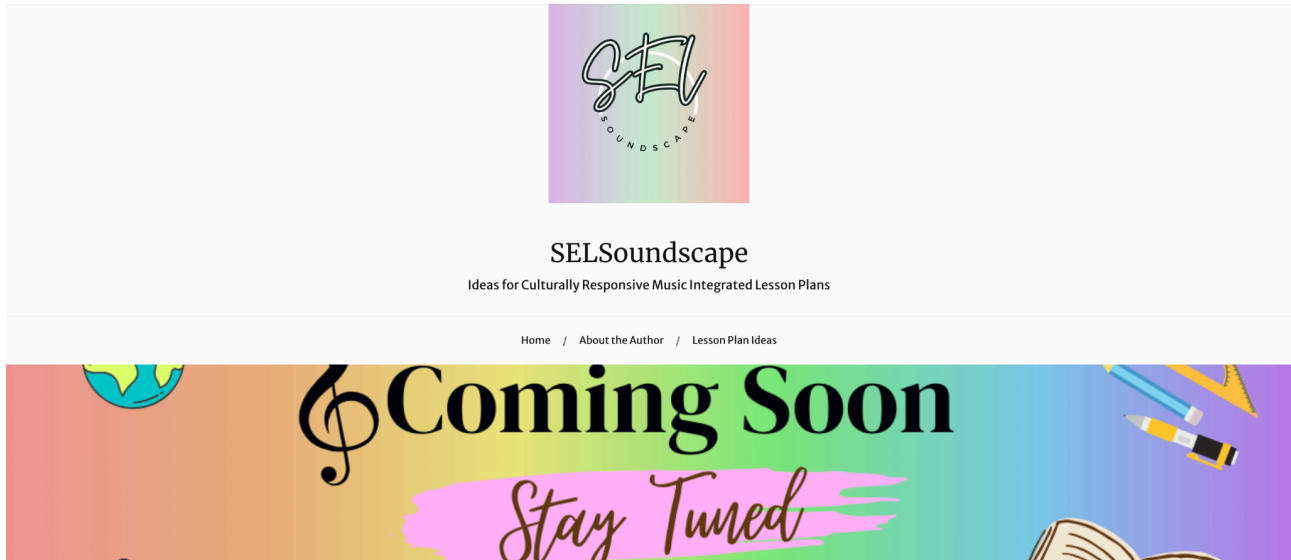 SEL
SOUNDSCAPE
SELSoundscape
Ideas for Culturally Responsive Music Integrated Lesson Plans
Home / About the Author / Lesson Plan Ideas
Coming Soon
Stay Tuned